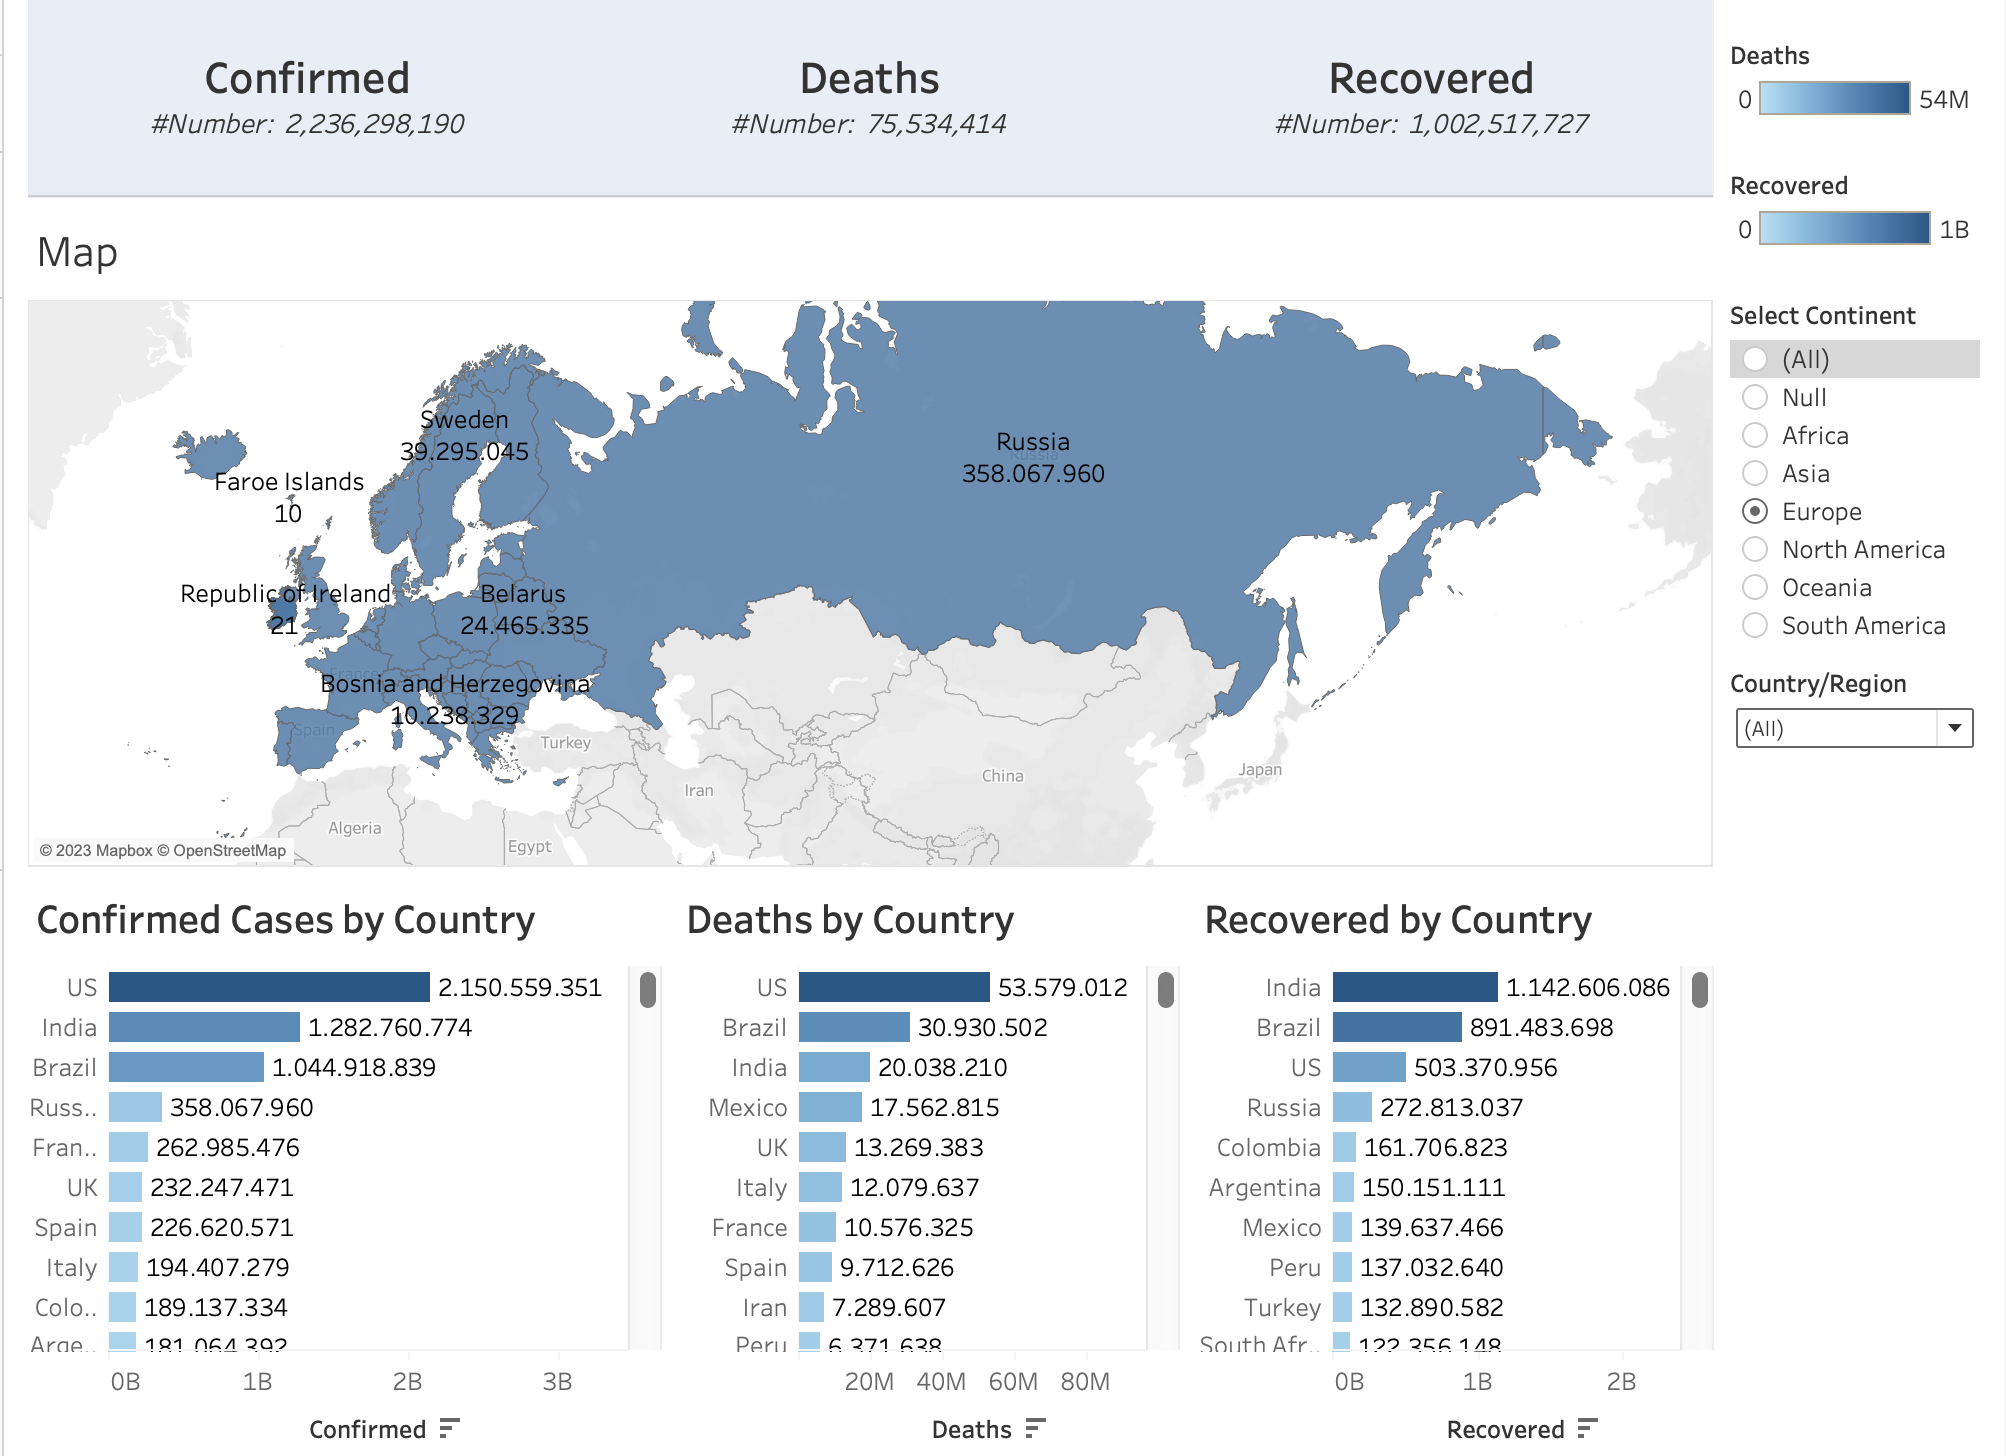 Confirmed
#Number: 2,236,298,190
Deaths
#Number: 75,534,414
Recovered
#Number: 1,002,517,727
Deaths
0 54M
Recovered
0 1B
Map
Sweden
39.295.045
Russia
Russia
358.067.960
Faroe Islands
10
Republic of Ireland
21
Belarus
24.465.335
France
Bosnia and Herzegovina
10.238.329
Spain
Turkey
Iran
China
Japan
Algeria
Egypt
© 2023 Mapbox © OpenStreetMap
Select Continent
(All)
Null
Africa
Asia
Europe
North America
Oceania
South America
Country/Region
(All)
Confirmed Cases by Country
US 2.150.559.351
India 1.282.760.774
Brazil 1.044.918.839
Russ.. 358.067.960
Fran.. 262.985.476
UK 232.247.471
Spain 226.620.571
Italy 194.407.279
Colo.. 189.137.334
Arge.. 181.064.392
0B 1B 2B 3B
Confirmed
Deaths by Country
US 53.579.012
Brazil 30.930.502
India 20.038.210
Mexico 17.562.815
UK 13.269.383
Italy 12.079.637
France 10.576.325
Spain 9.712.626
Iran 7.289.607
Peru 6.371.638
20M 40M 60M 80M
Deaths
Recovered by Country
India 1.142.606.086
Brazil 891.483.698
US 503.370.956
Russia 272.813.037
Colombia 161.706.823
Argentina 150.151.111
Mexico 139.637.466
Peru 137.032.640
Turkey 132.890.582
South Afr.. 122.356.148
0B 1B 2B
Recovered